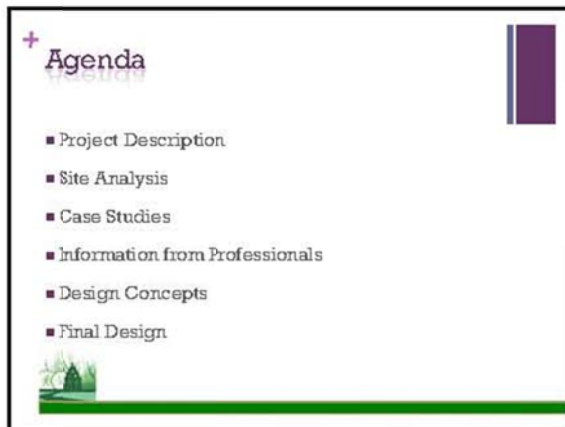 Agenda
Project Description
Site Analysis
Case Studies
Information from Professionals
Design Concepts
Final Design